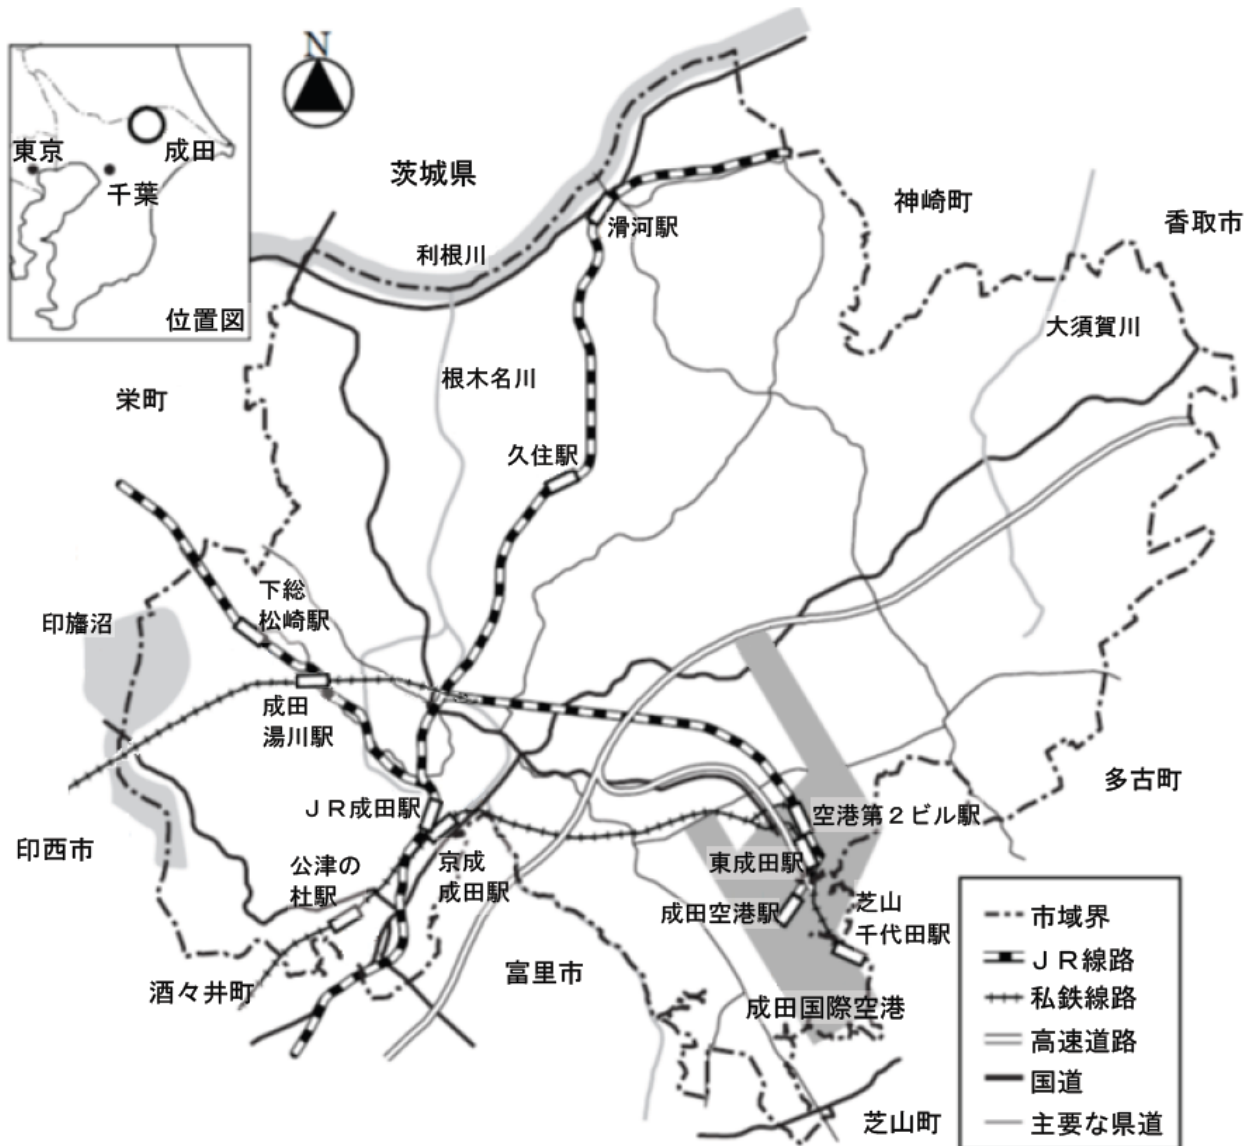 N
東京
成田
千葉
位置図
茨城県
神崎町
香取市
滑河駅
利根川
大須賀川
根木名川
栄町
久住駅
下総
松崎駅
印旛沼
成田
湯川駅
多古町
JR成田駅
空港第2ビル駅
印西市
公津の
杜駅
京成
成田駅
東成田駅
成田空港駅
芝山
千代田駅
酒々井町
富里市
成田国際空港
芝山町
市域界
JR線路
私鉄線路
高速道路
国道
主要な県道